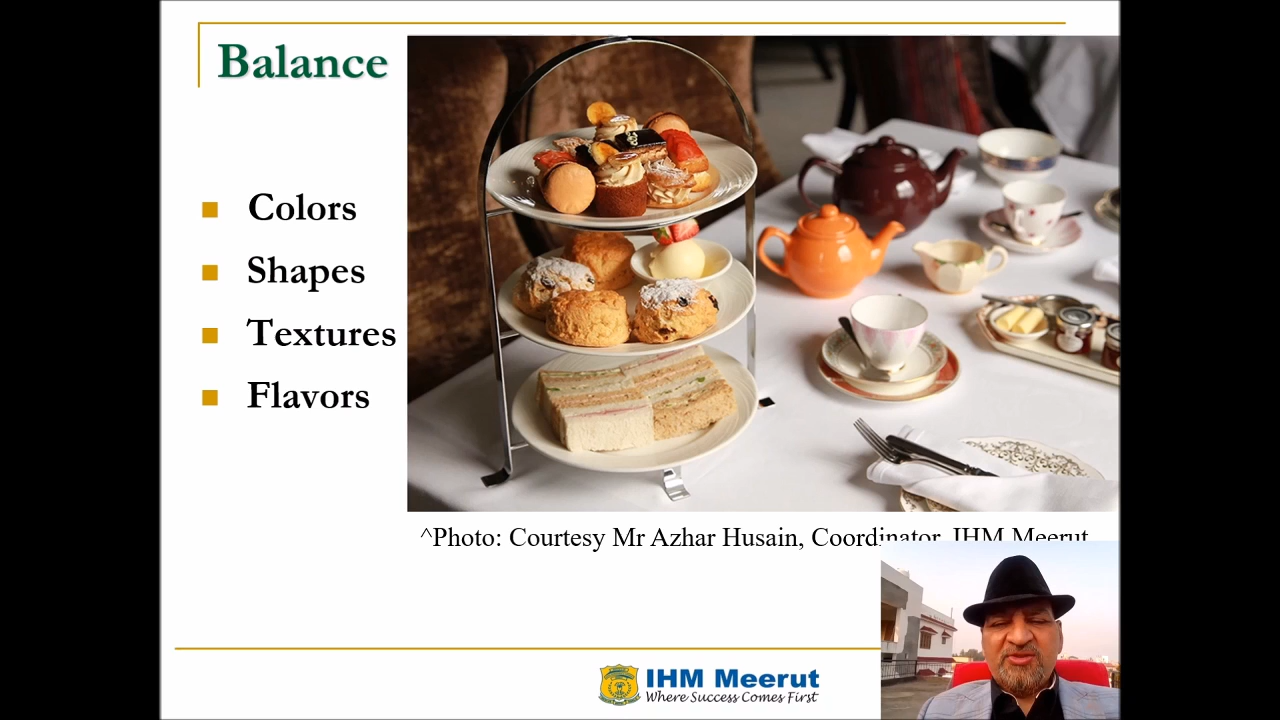 Balance
Colors
Shapes
Textures
Flavors
^Photo: Courtesy Mr Azhar Husain, Coordinator, IHM Meerut
IHM Meerut
Where Success Comes First